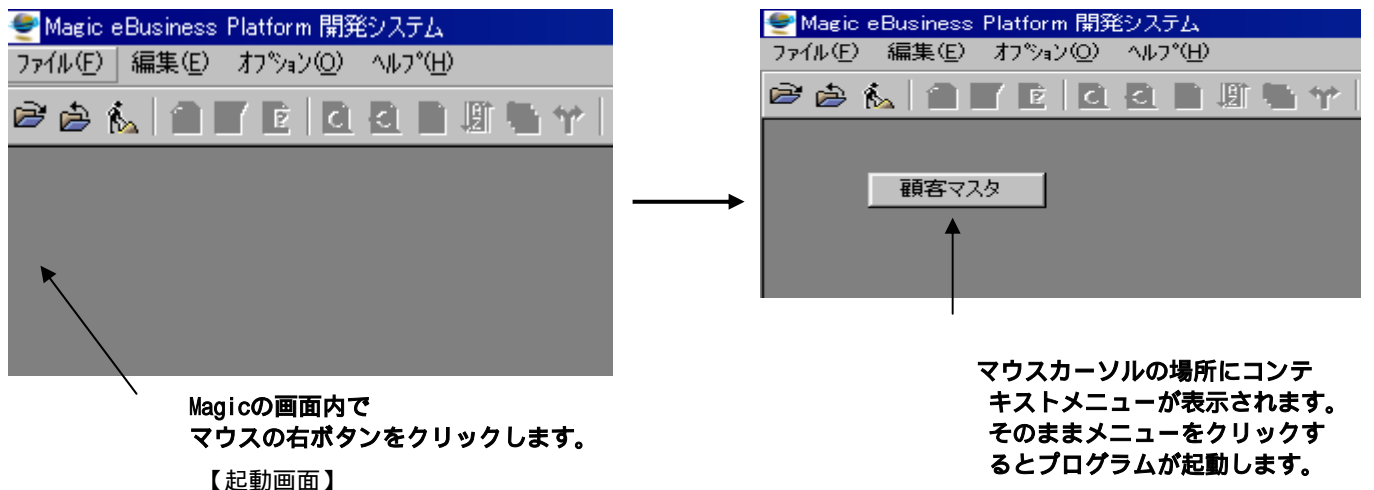 Magic eBusiness Platform 開発システム
ファイル(F) 編集(E) オプション(O) ヘルプ(H)
Magicの画面内で
マウスの右ボタンをクリックします。
【起動画面】
Magic eBusiness Platform 開発システム
ファイル(F) 編集(E) オプション(O) ヘルプ(H)
顧客マスタ
マウスカーソルの場所にコンテ
キストメニューが表示されます。
そのままメニューをクリックす
るとプログラムが起動します。